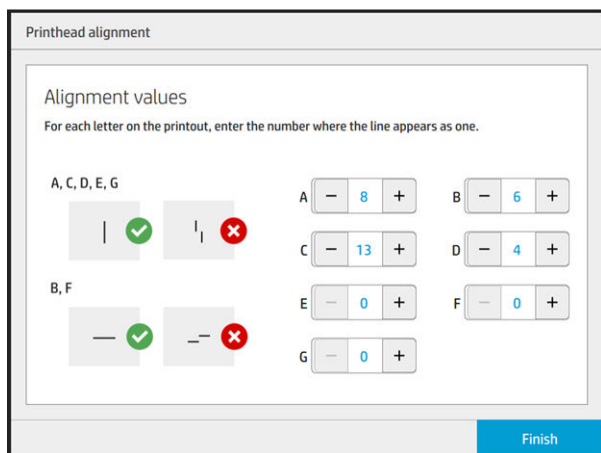 Printhead alignment
Alignment values
For each letter on the printout, enter the number where the line appears as one.
A, C, D, E, G
A − 8 +
B − 6 +
C − 13 +
D − 4 +
B, F
E − 0 +
F − 0 +
G − 0 +
Finish